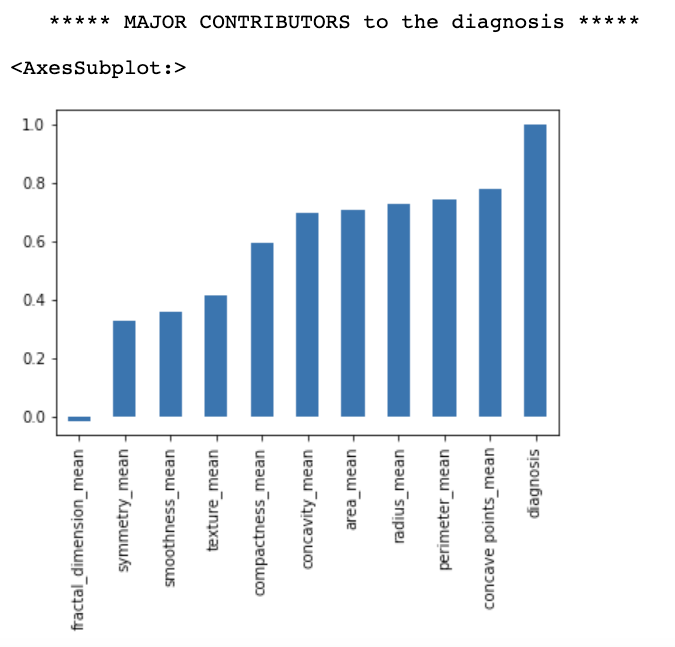 ***** MAJOR CONTRIBUTORS to the diagnosis *****
<AxesSubplot:>
1.0
0.8
0.6
0.4
0.2
0.0
fractal_dimension_mean
symmetry_mean
smoothness_mean
texture_mean
compactness_mean
concavity_mean
area_mean
radius_mean
perimeter_mean
concave points_mean
diagnosis